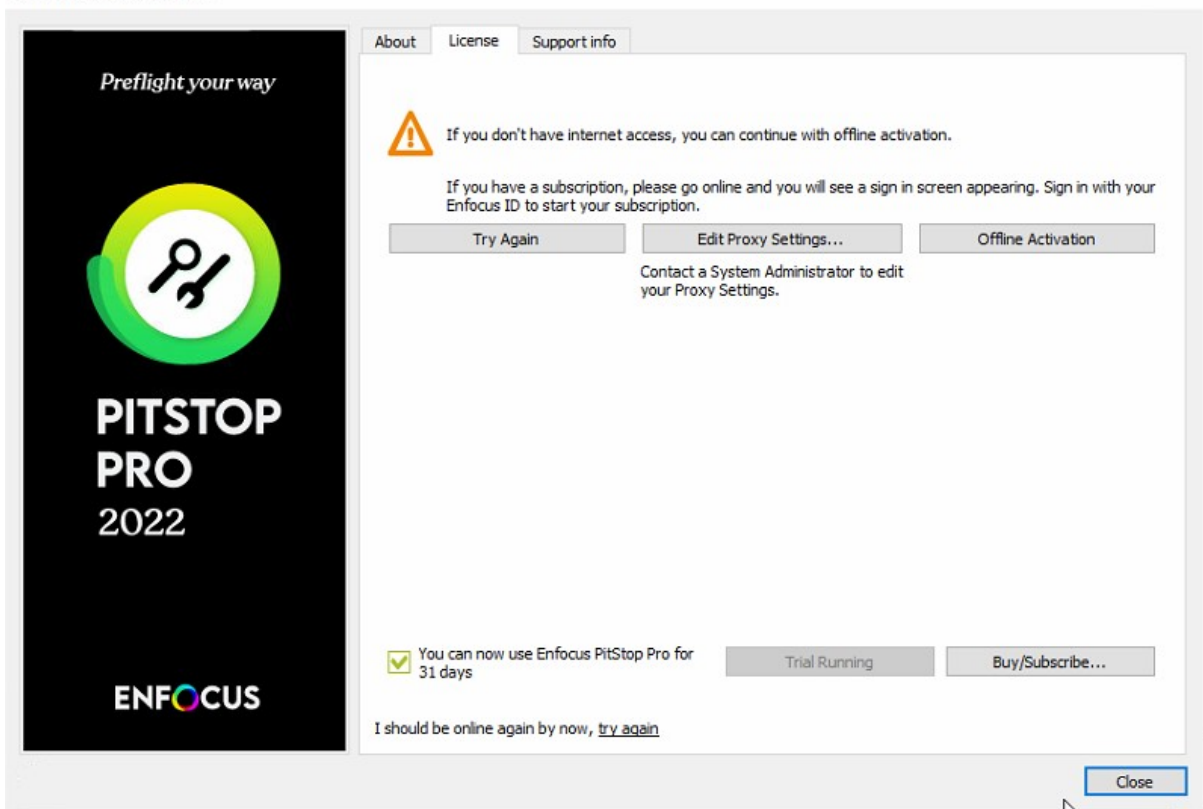 Preflight your way
PITSTOP
PRO
2022
ENFOCUS
About License Support info
If you don't have internet access, you can continue with offline activation.
If you have a subscription, please go online and you will see a sign in screen appearing. Sign in with your
Enfocus ID to start your subscription.
Try Again Edit Proxy Settings... Offline Activation
Contact a System Administrator to edit
your Proxy Settings.
You can now use Enfocus PitStop Pro for
31 days
Trial Running Buy/Subscribe...
I should be online again by now, try again
Close